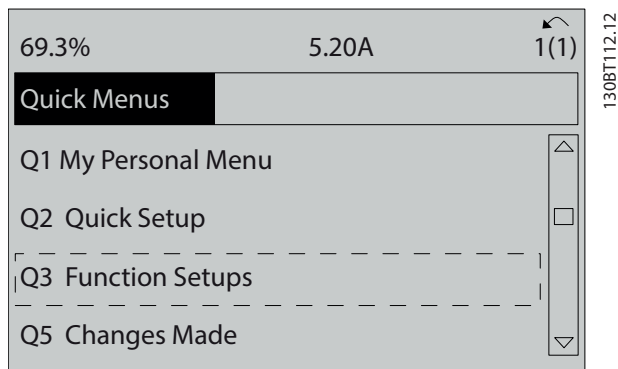 69.3% 5.20A 1(1)
Quick Menus
Q1 My Personal Menu
Q2 Quick Setup
Q3 Function Setups
Q5 Changes Made
130BT112.12